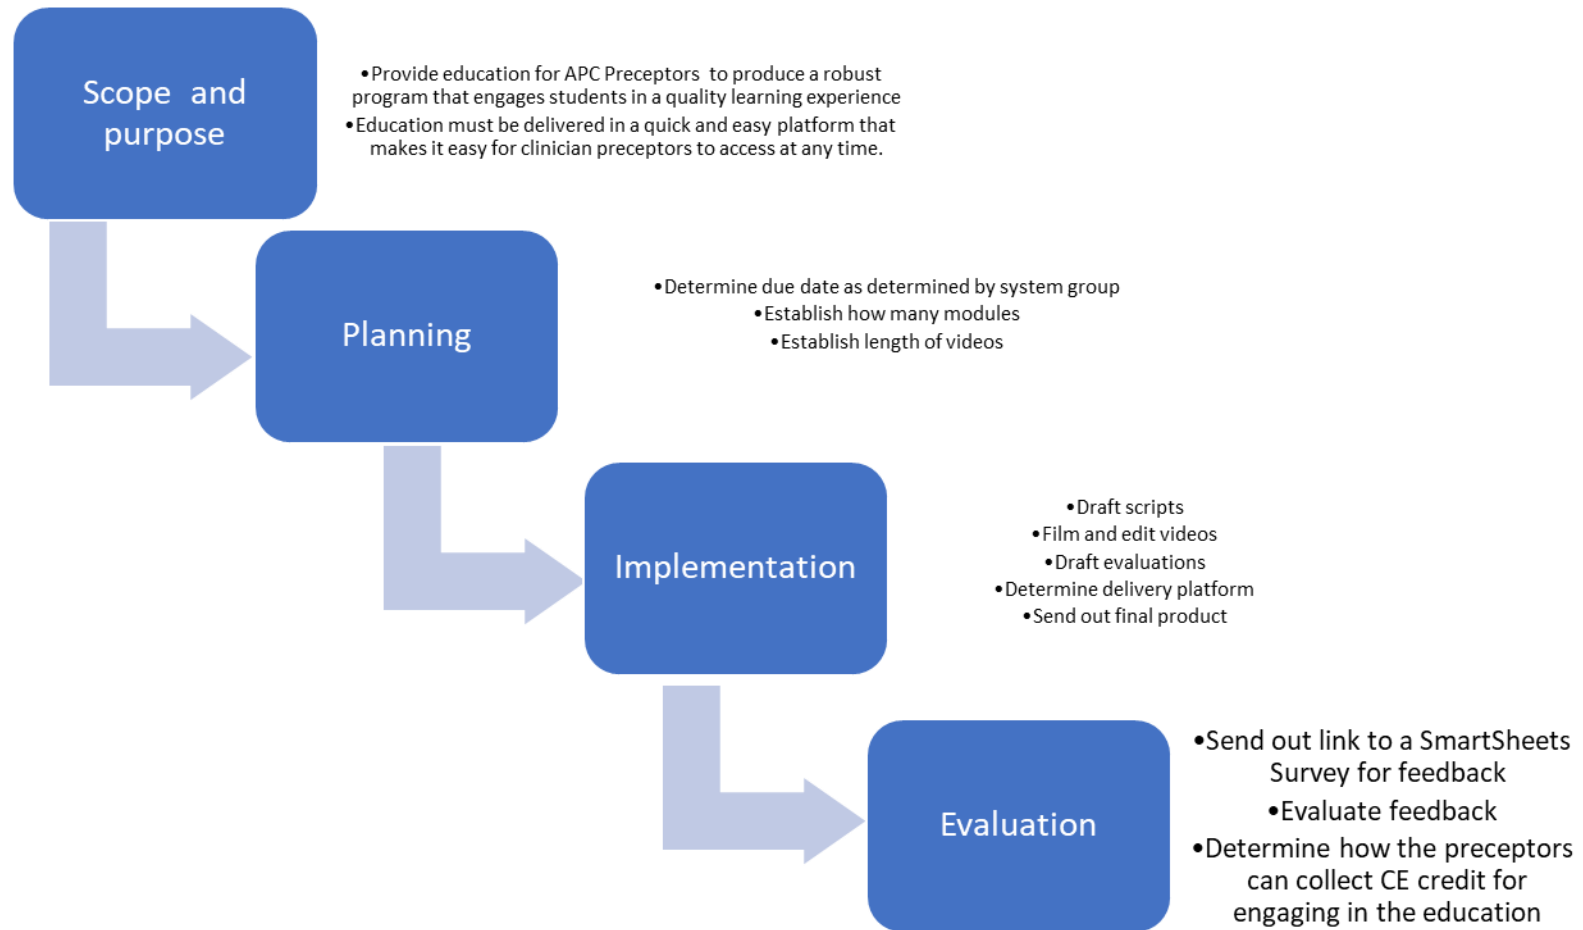 Scope and
purpose
•Provide education for APC Preceptors to produce a robust
program that engages students in a quality learning experience
•Education must be delivered in a quick and easy platform that
makes it easy for clinician preceptors to access at any time.
Planning
•Determine due date as determined by system group
•Establish how many modules
•Establish length of videos
Implementation
•Draft scripts
•Film and edit videos
•Draft evaluations
•Determine delivery platform
•Send out final product
Evaluation
•Send out link to a SmartSheets
Survey for feedback
•Evaluate feedback
•Determine how the preceptors
can collect CE credit for
engaging in the education